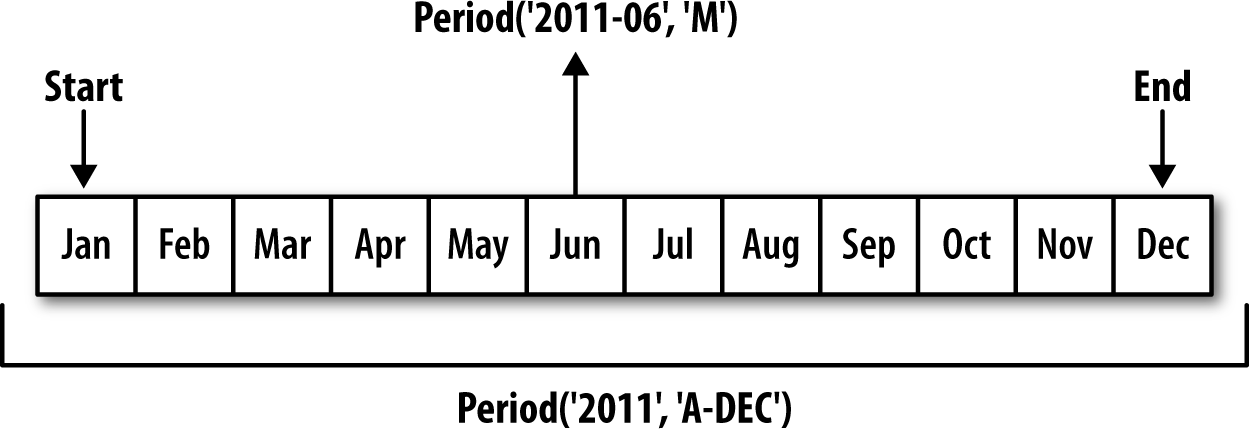 Period('2011-06', 'M')
Start End
Jan Feb Mar Apr May Jun Jul Aug Sep Oct Nov Dec
Period('2011', 'A-DEC')